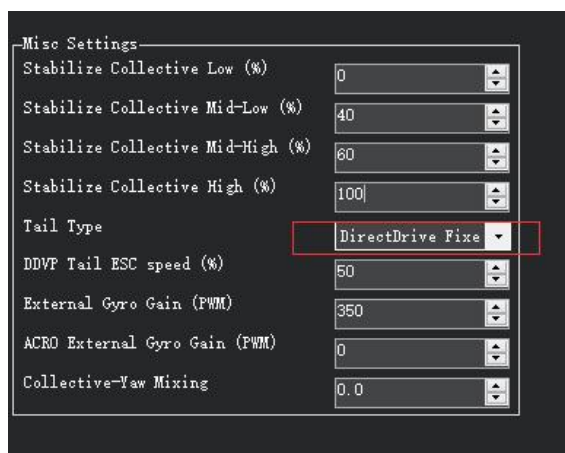 Misc Settings
Stabilize Collective Low (%) 0
Stabilize Collective Mid-Low (%) 40
Stabilize Collective Mid-High (%) 60
Stabilize Collective High (%) 100
Tail Type DirectDrive Fixe
DDVP Tail ESC speed (%) 50
External Gyro Gain (PWM) 350
ACRO External Gyro Gain (PWM) 0
Collective-Yaw Mixing 0.0